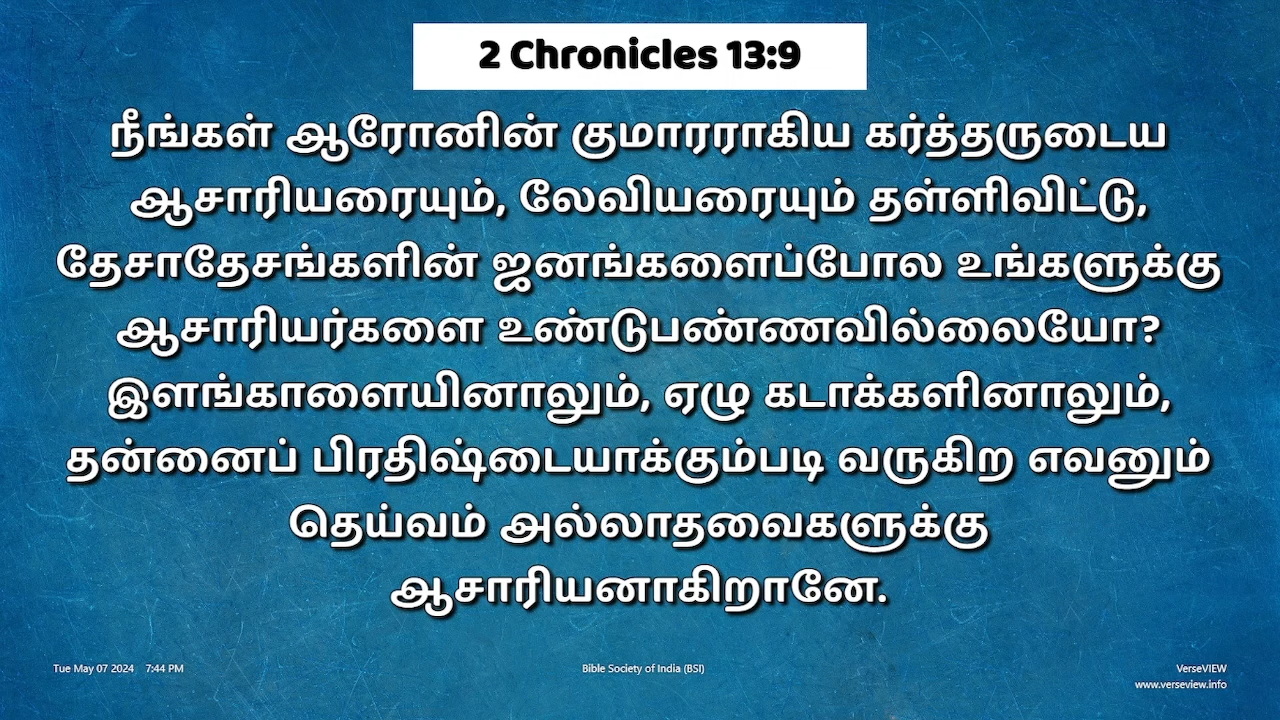 2 Chronicles 13:9
நீங்கள் ஆரோனின் குமாரராகிய கர்த்தருடைய
ஆசாரியரையும், லேவியரையும் தள்ளிவிட்டு,
தேசாதேசங்களின் ஜனங்களைப்போல உங்களுக்கு
ஆசாரியர்களை உண்டுபண்ணவில்லையோ?
இளங்காளையினாலும், ஏழு கடாக்களினாலும்,
தன்னைப் பிரதிஷ்டையாக்கும்படி வருகிற எவனும்
தெய்வம் அல்லாதவைகளுக்கு
ஆசாரியனாகிறானே.
Tue May 07 2024 7:44 PM
Bible Society of India (BSI)
VerseVIEW
www.verseview.info